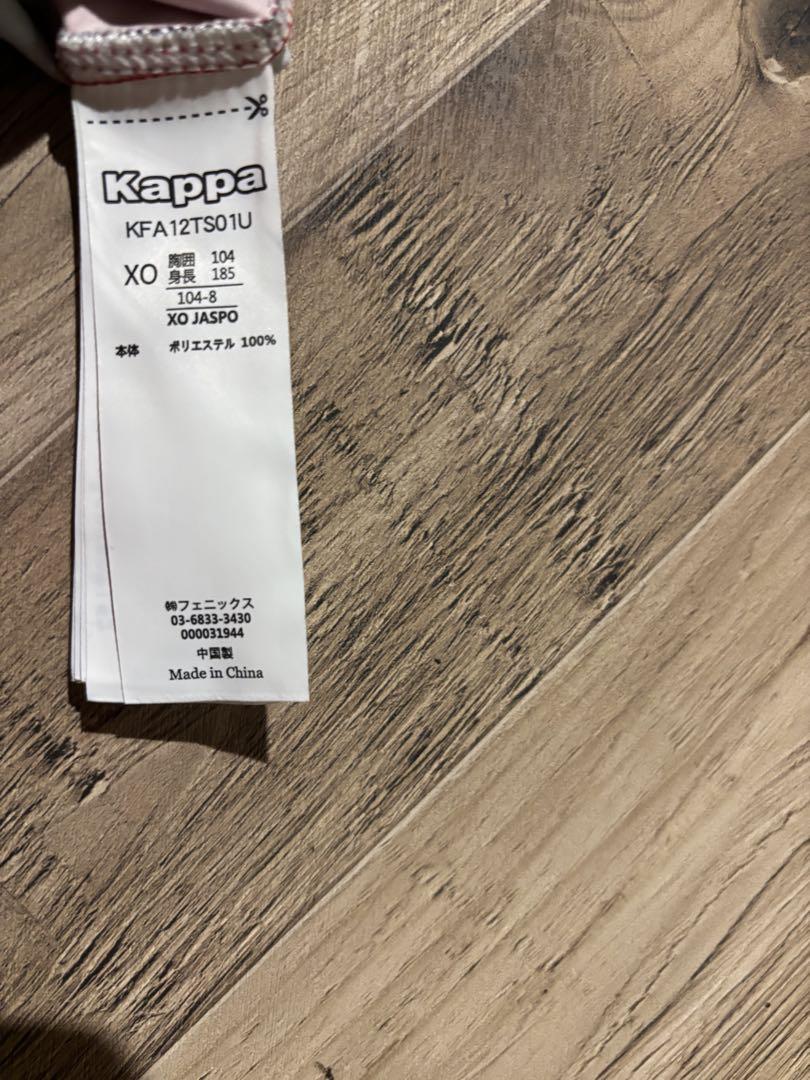 Kappa
KFA12TS01U
XO 胸囲 104
身長 185
104-8
XO JASPO
本体 ポリエステル 100%
㈱フェニックス
03-6833-3430
000031944
中国製
Made in China